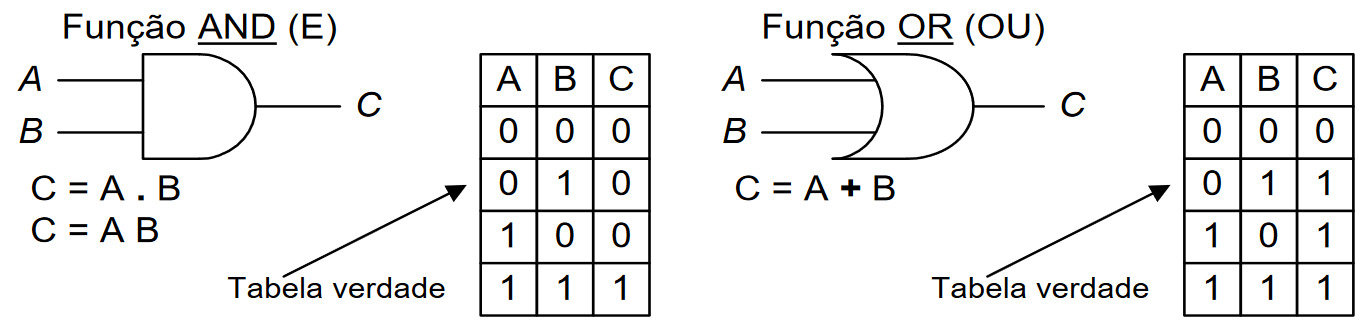 Função AND (E)
A
B
C
C = A . B
C = A B
Tabela verdade
A B C
0 0 0
0 1 0
1 0 0
1 1 1
Função OR (OU)
A
B
C
C = A + B
Tabela verdade
A B C
0 0 0
0 1 1
1 0 1
1 1 1